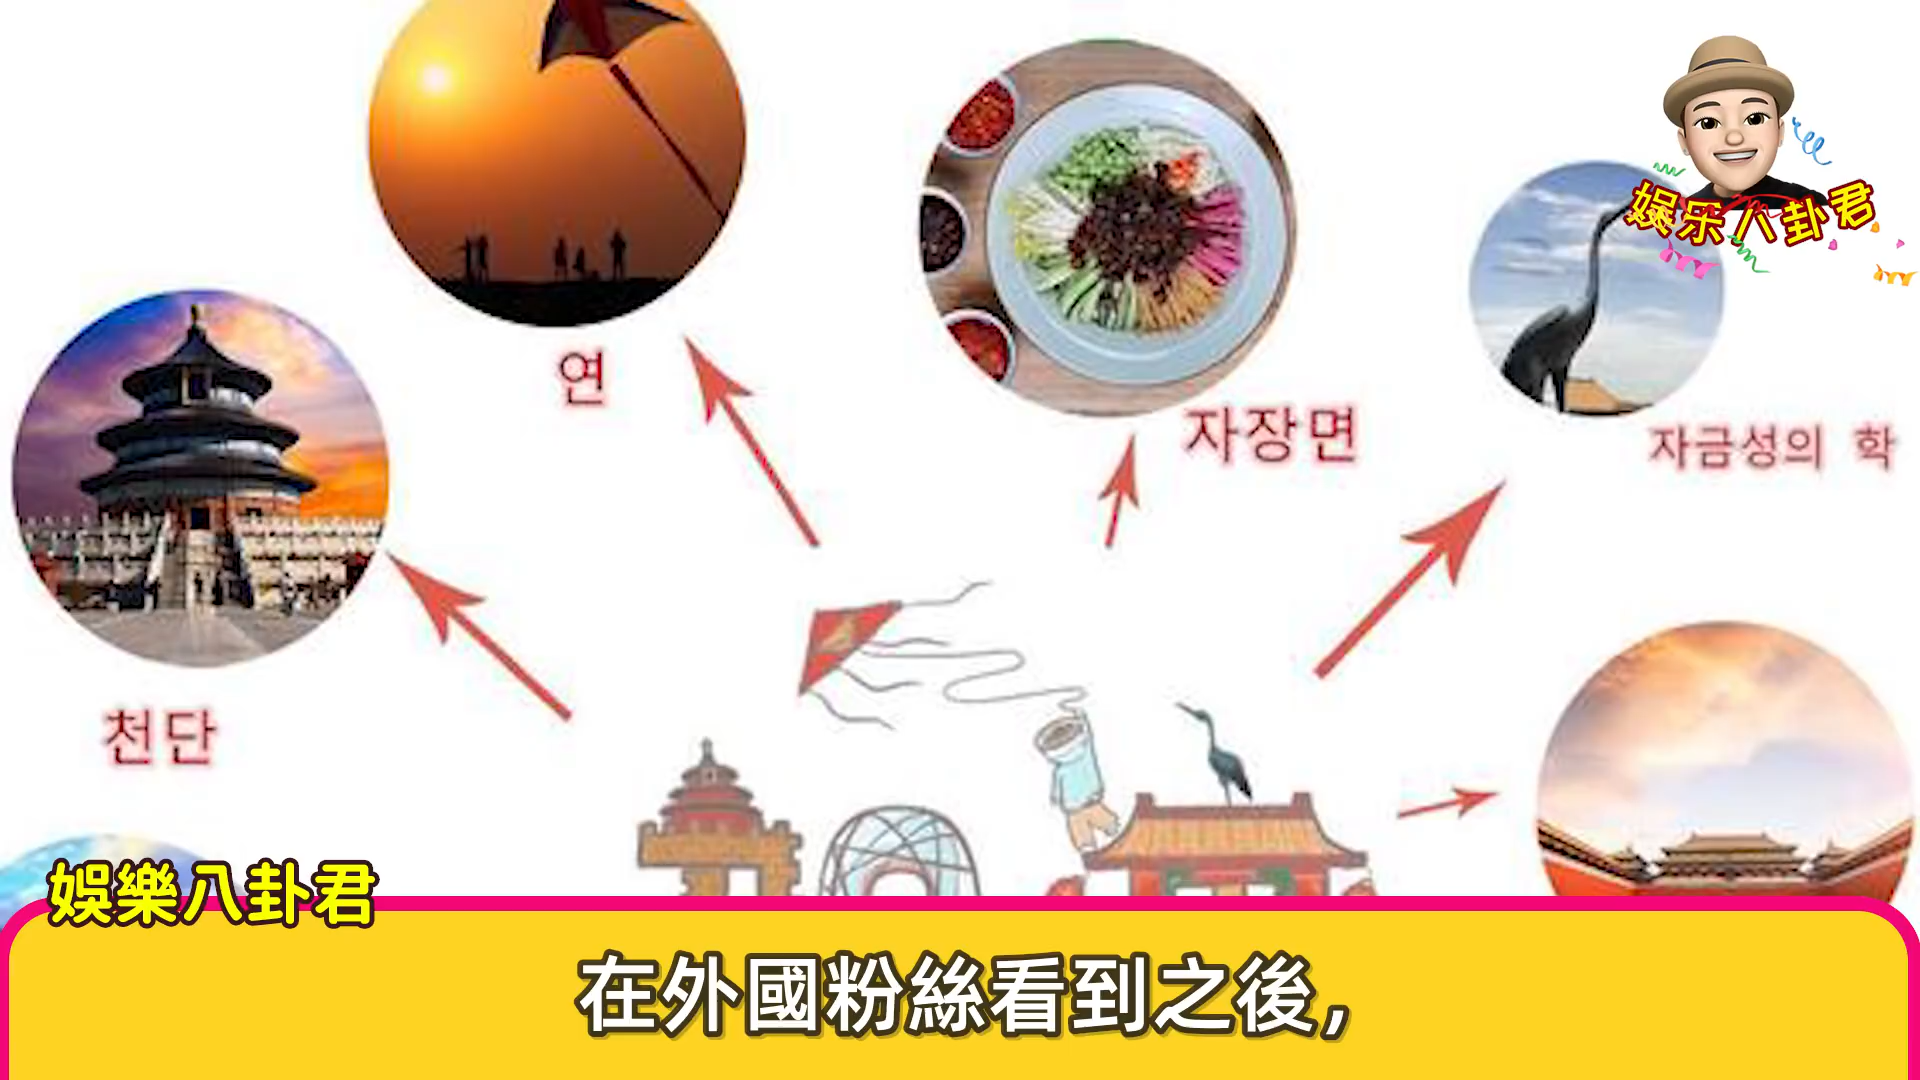 娱乐八卦君
연
자장면
자금성의 학
천단
娛樂八卦君
在外國粉絲看到之後,